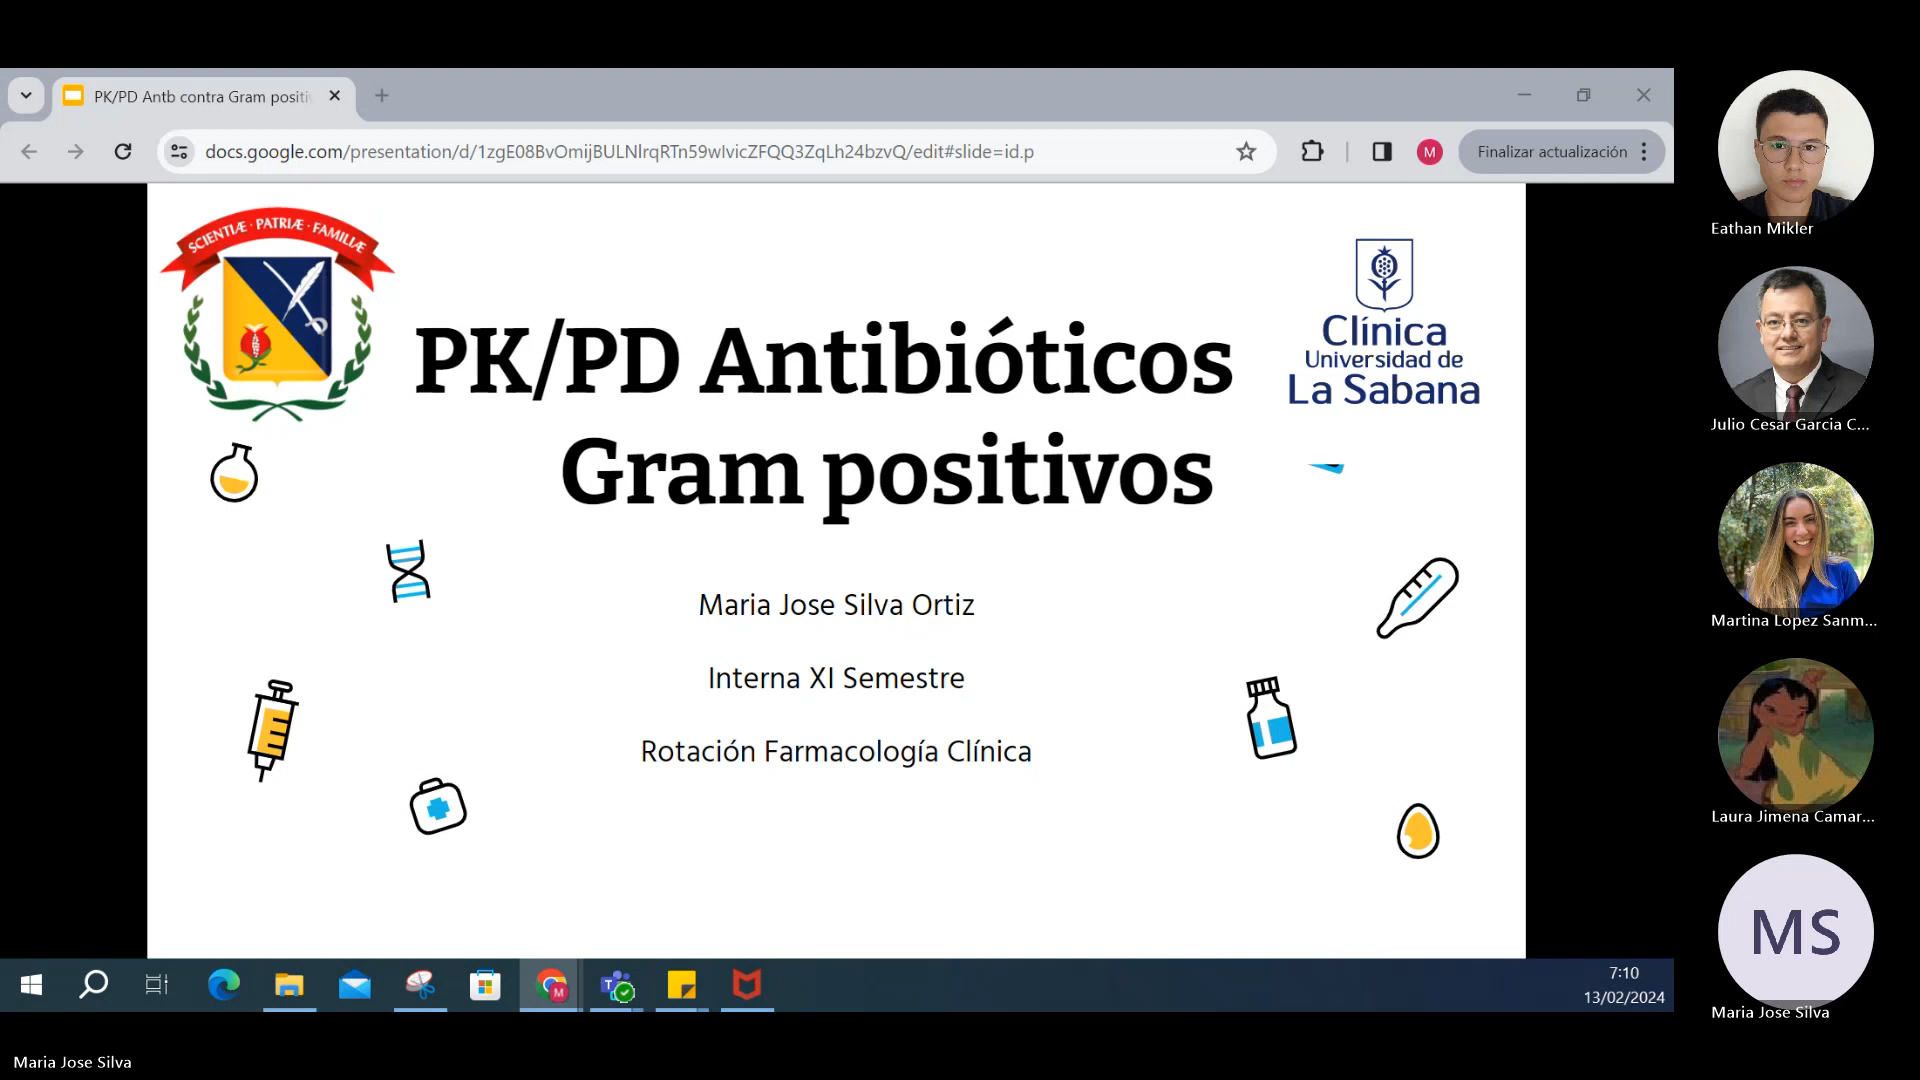 PK/PD Antb contra Gram positiv
docs.google.com/presentation/d/1zgE08BvOmijBULNlrqRTn59wIvicZFQQ3ZqLh24bzvQ/edit#slide=id.p
M
Finalizar actualización
SCIENTIÆ · PATRIÆ · FAMILIÆ
Clínica
Universidad de
La Sabana
PK/PD Antibióticos
Gram positivos
Maria Jose Silva Ortiz
Interna XI Semestre
Rotación Farmacología Clínica
M
T
7:10
13/02/2024
Maria Jose Silva
Eathan Mikler
Julio Cesar Garcia C...
Martina Lopez Sanm...
Laura Jimena Camar...
MS
Maria Jose Silva